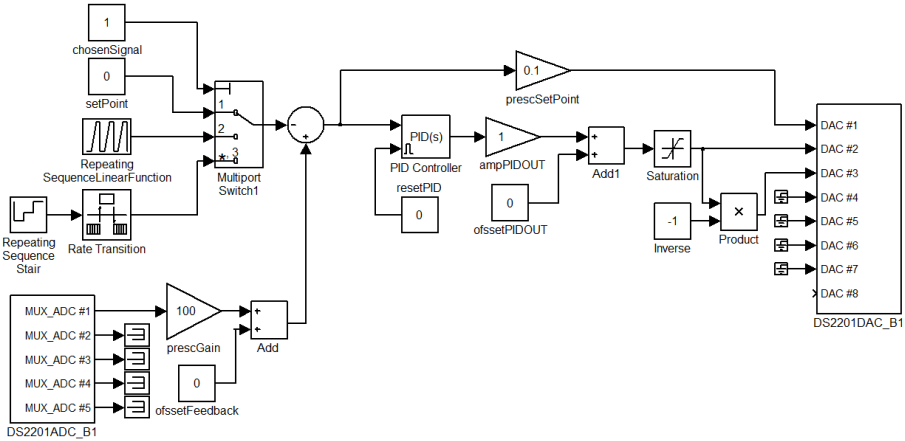 1
chosenSignal
0
setPoint
Repeating
SequenceLinearFunction
Repeating
Sequence
Stair
Rate Transition
1
2
*, 3
Multiport
Switch1
-
+
0.1
prescSetPoint
PID(s)
PID Controller
resetPID
0
1
ampPIDOUT
0
ofssetPIDOUT
+
+
Add1
Saturation
-1
Inverse
×
Product
DAC #1
DAC #2
DAC #3
DAC #4
DAC #5
DAC #6
DAC #7
DAC #8
DS2201DAC_B1
MUX_ADC #1
MUX_ADC #2
MUX_ADC #3
MUX_ADC #4
MUX_ADC #5
DS2201ADC_B1
100
prescGain
0
ofssetFeedback
+
+
Add